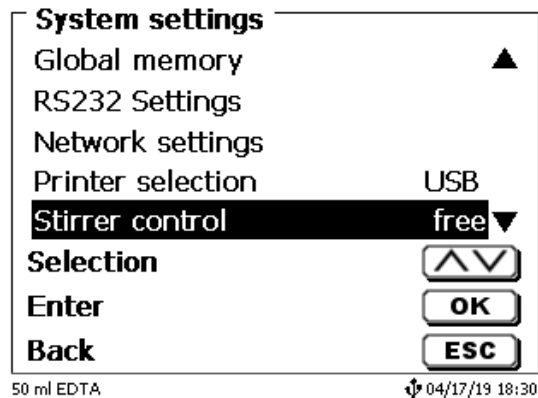 System settings
Global memory
RS232 Settings
Network settings
Printer selection USB
Stirrer control free
Selection
Enter OK
Back ESC
50 ml EDTA 04/17/19 18:30